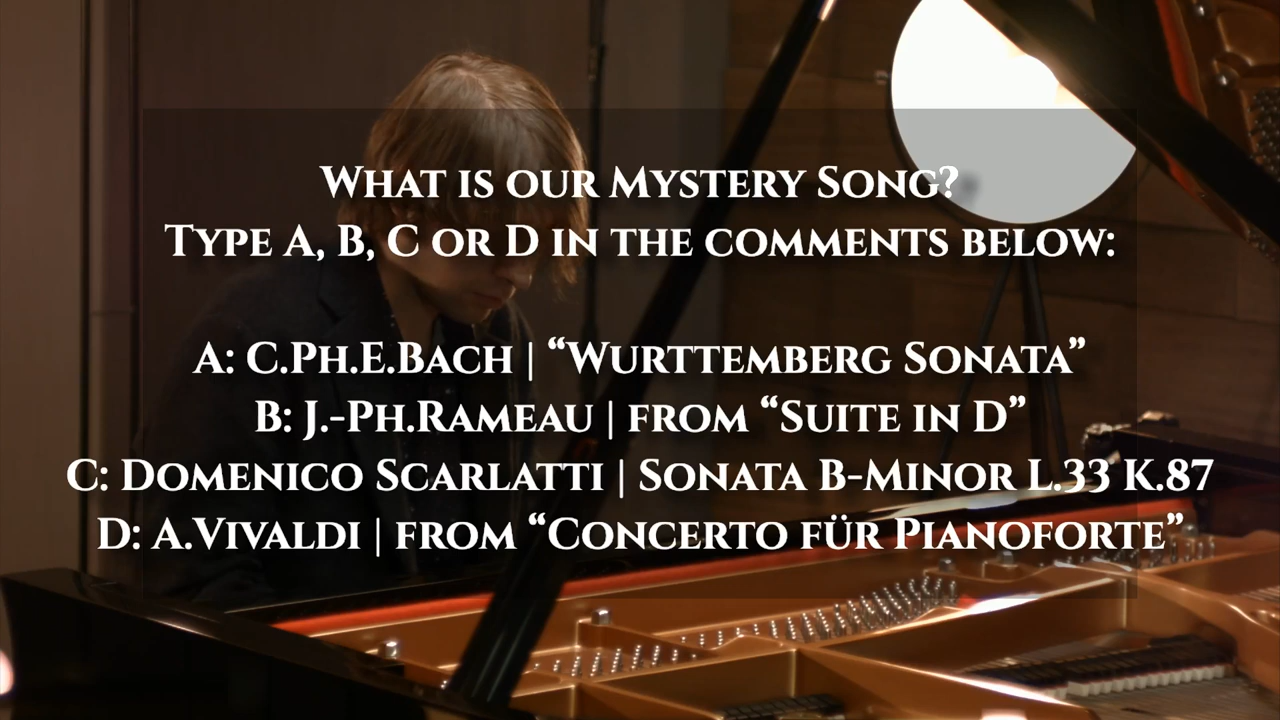 What is our Mystery Song?
Type A, B, C or D in the comments below:
A: C.Ph.E.Bach | “Wurttemberg Sonata”
B: J.-Ph.Rameau | from “Suite in D”
C: Domenico Scarlatti | Sonata B-Minor L.33 K.87
D: A.Vivaldi | from “Concerto für Pianoforte”